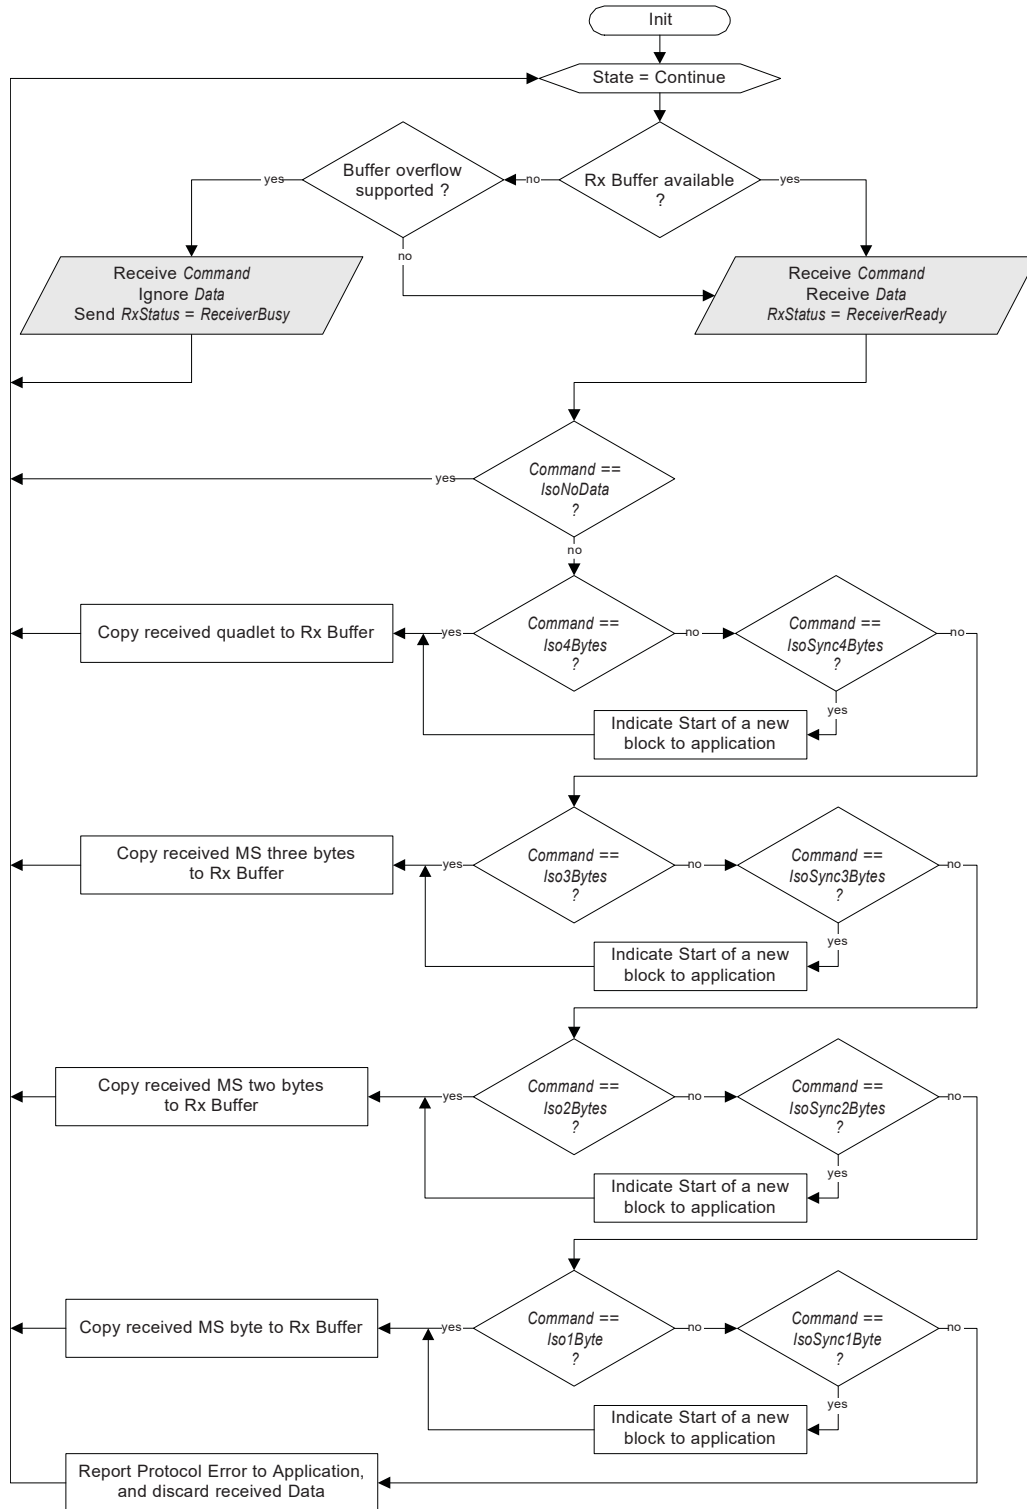 Init
State = Continue
Buffer overflow
supported ?
Rx Buffer available
?
yes
no
yes
no
Receive Command
Ignore Data
Send RxStatus = ReceiverBusy
Receive Command
Receive Data
RxStatus = ReceiverReady
Command ==
IsoNoData
?
yes
no
Copy received quadlet to Rx Buffer
yes
Command ==
Iso4Bytes
?
no
Command ==
IsoSync4Bytes
?
no
yes
Indicate Start of a new
block to application
Copy received MS three bytes
to Rx Buffer
yes
Command ==
Iso3Bytes
?
no
Command ==
IsoSync3Bytes
?
no
yes
Indicate Start of a new
block to application
Copy received MS two bytes
to Rx Buffer
yes
Command ==
Iso2Bytes
?
no
Command ==
IsoSync2Bytes
?
no
yes
Indicate Start of a new
block to application
Copy received MS byte to Rx Buffer
yes
Command ==
Iso1Byte
?
no
Command ==
IsoSync1Byte
?
no
yes
Indicate Start of a new
block to application
Report Protocol Error to Application,
and discard received Data